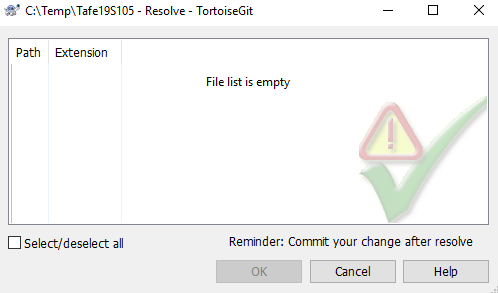 C:\Temp\Tafe19S105 - Resolve - TortoiseGit
Path Extension
File list is empty
Select/deselect all
Reminder: Commit your change after resolve
OK Cancel Help